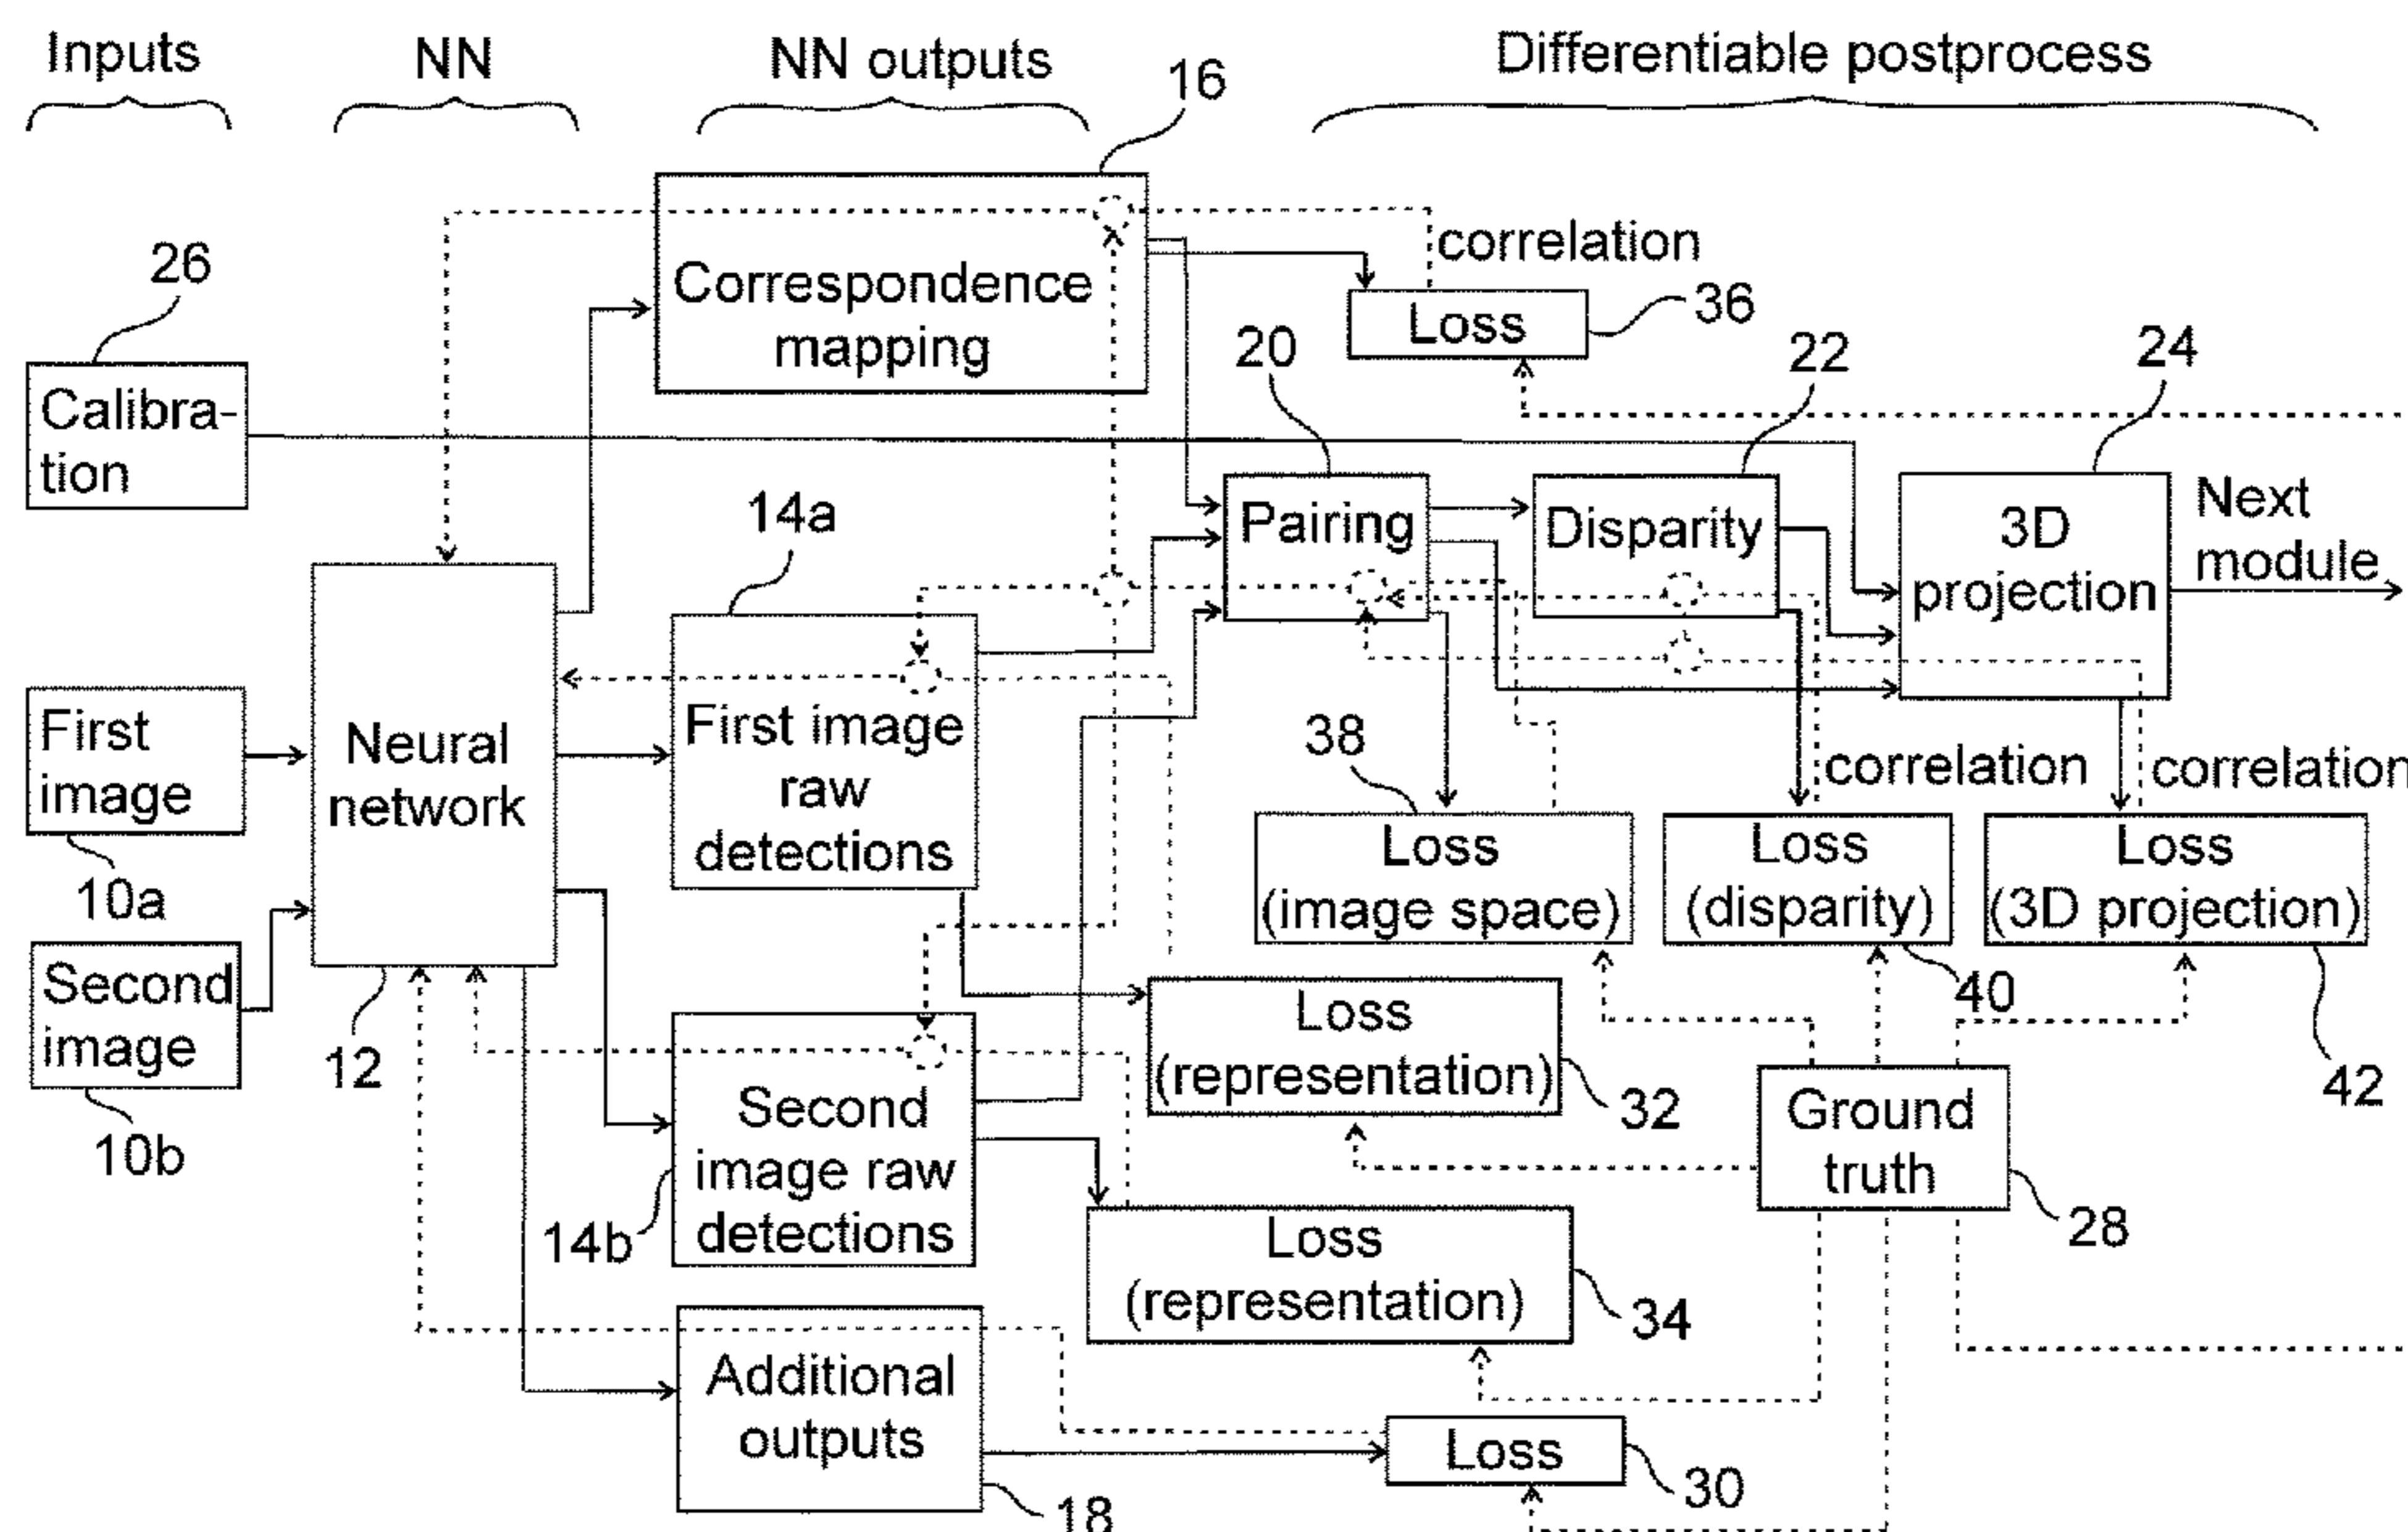 Inputs
NN
NN outputs
Differentiable postprocess
16
correlation
26
Correspondence
mapping
Loss
36
20
22
24
Calibra-
tion
14a
Pairing
Disparity
3D
projection
Next
module
First
image
10a
Neural
network
First image
raw
detections
38
correlation
correlation
Loss
(image space)
Loss
(disparity)
Loss
(3D projection)
40
42
Second
image
10b
12
Loss
(representation)
32
Ground
truth
28
Second
image raw
detections
14b
Loss
(representation)
34
Additional
outputs
18
Loss
30